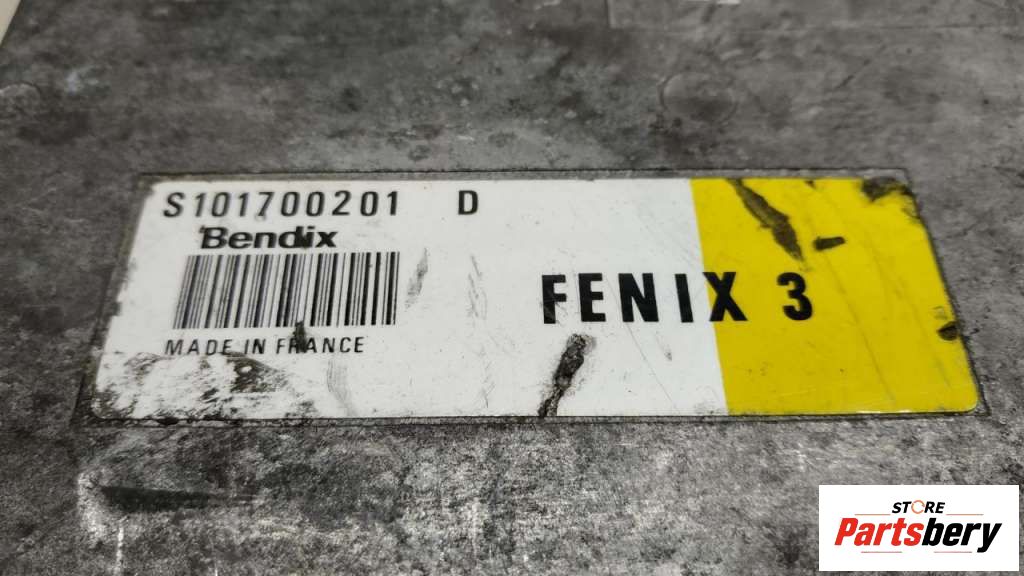 S101700201 D
Bendix
FENIX 3
MADE IN FRANCE
STORE
Partsbery